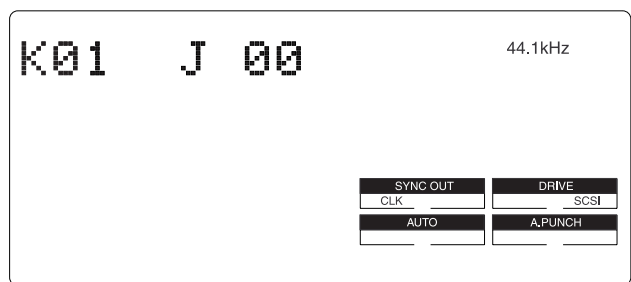 K01 J 00 44.1kHz
SYNC OUT DRIVE
CLK SCSI
AUTO A.PUNCH